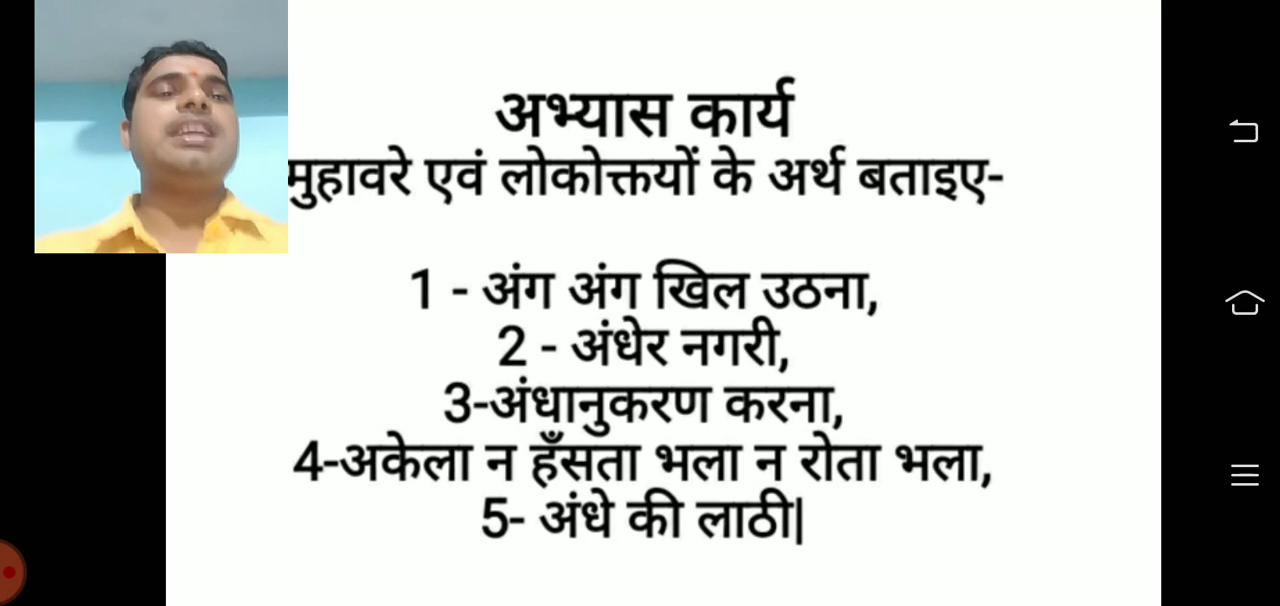 अभ्यास कार्य
मुहावरे एवं लोकोक्तयों के अर्थ बताइए-
1 - अंग अंग खिल उठना,
2 - अंधेर नगरी,
3-अंधानुकरण करना,
4-अकेला न हँसता भला न रोता भला,
5- अंधे की लाठी|